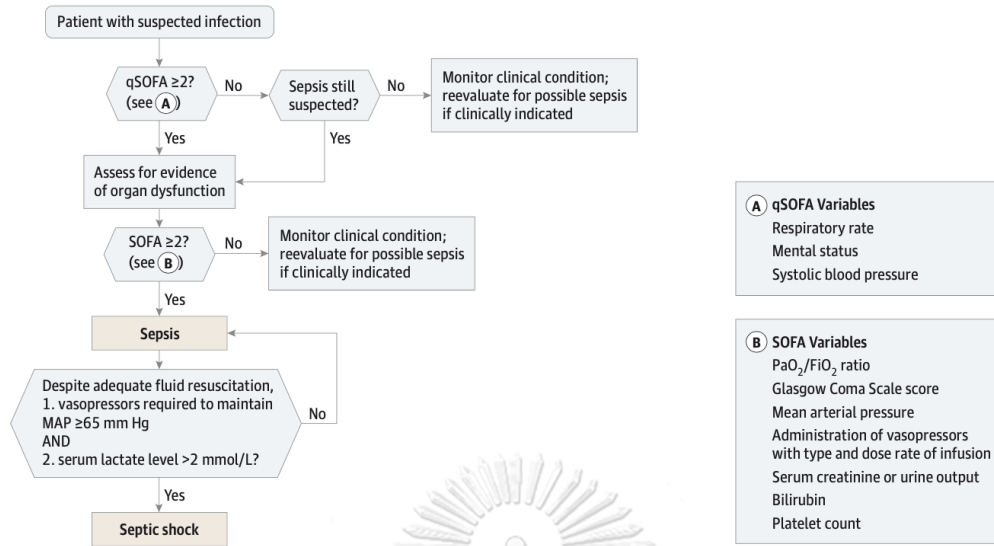 Patient with suspected infection
qSOFA ≥2?
(see A)
No
Sepsis still
suspected?
No
Monitor clinical condition;
reevaluate for possible sepsis
if clinically indicated
Yes
Yes
Assess for evidence
of organ dysfunction
SOFA ≥2?
(see B)
No
Monitor clinical condition;
reevaluate for possible sepsis
if clinically indicated
Yes
Sepsis
Despite adequate fluid resuscitation,
1. vasopressors required to maintain
MAP ≥65 mm Hg
AND
2. serum lactate level >2 mmol/L?
No
Yes
Septic shock
A qSOFA Variables
Respiratory rate
Mental status
Systolic blood pressure
B SOFA Variables
PaO₂/FiO₂ ratio
Glasgow Coma Scale score
Mean arterial pressure
Administration of vasopressors
with type and dose rate of infusion
Serum creatinine or urine output
Bilirubin
Platelet count